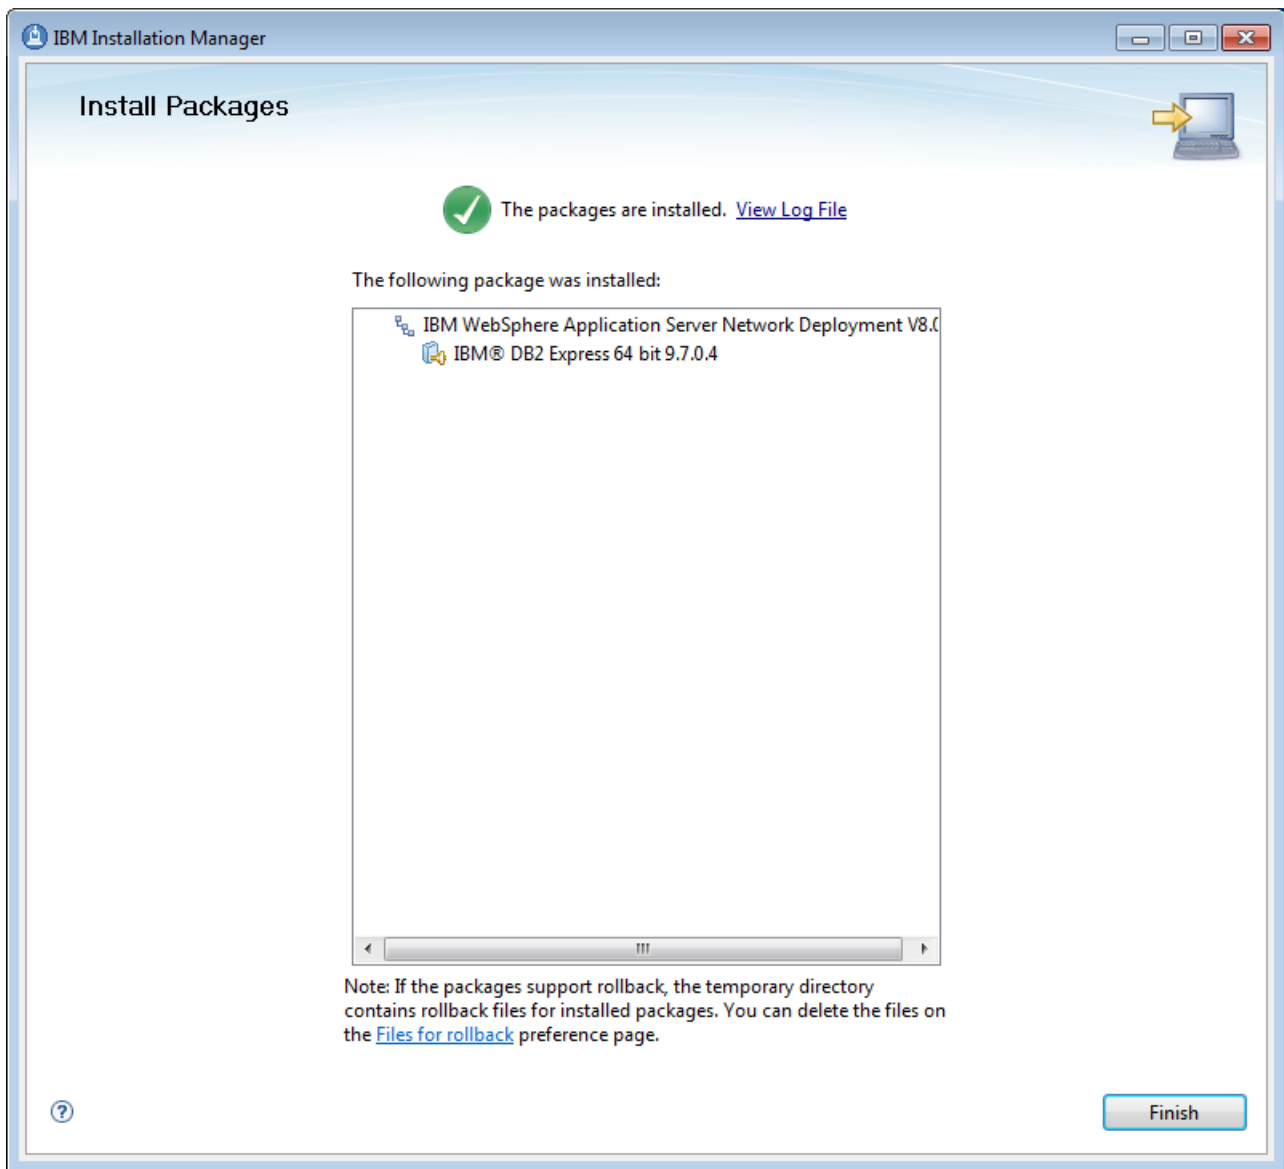 IBM Installation Manager
Install Packages
The packages are installed. View Log File
The following package was installed:
IBM WebSphere Application Server Network Deployment V8.0
IBM® DB2 Express 64 bit 9.7.0.4
Note: If the packages support rollback, the temporary directory
contains rollback files for installed packages. You can delete the files on
the Files for rollback preference page.
Finish